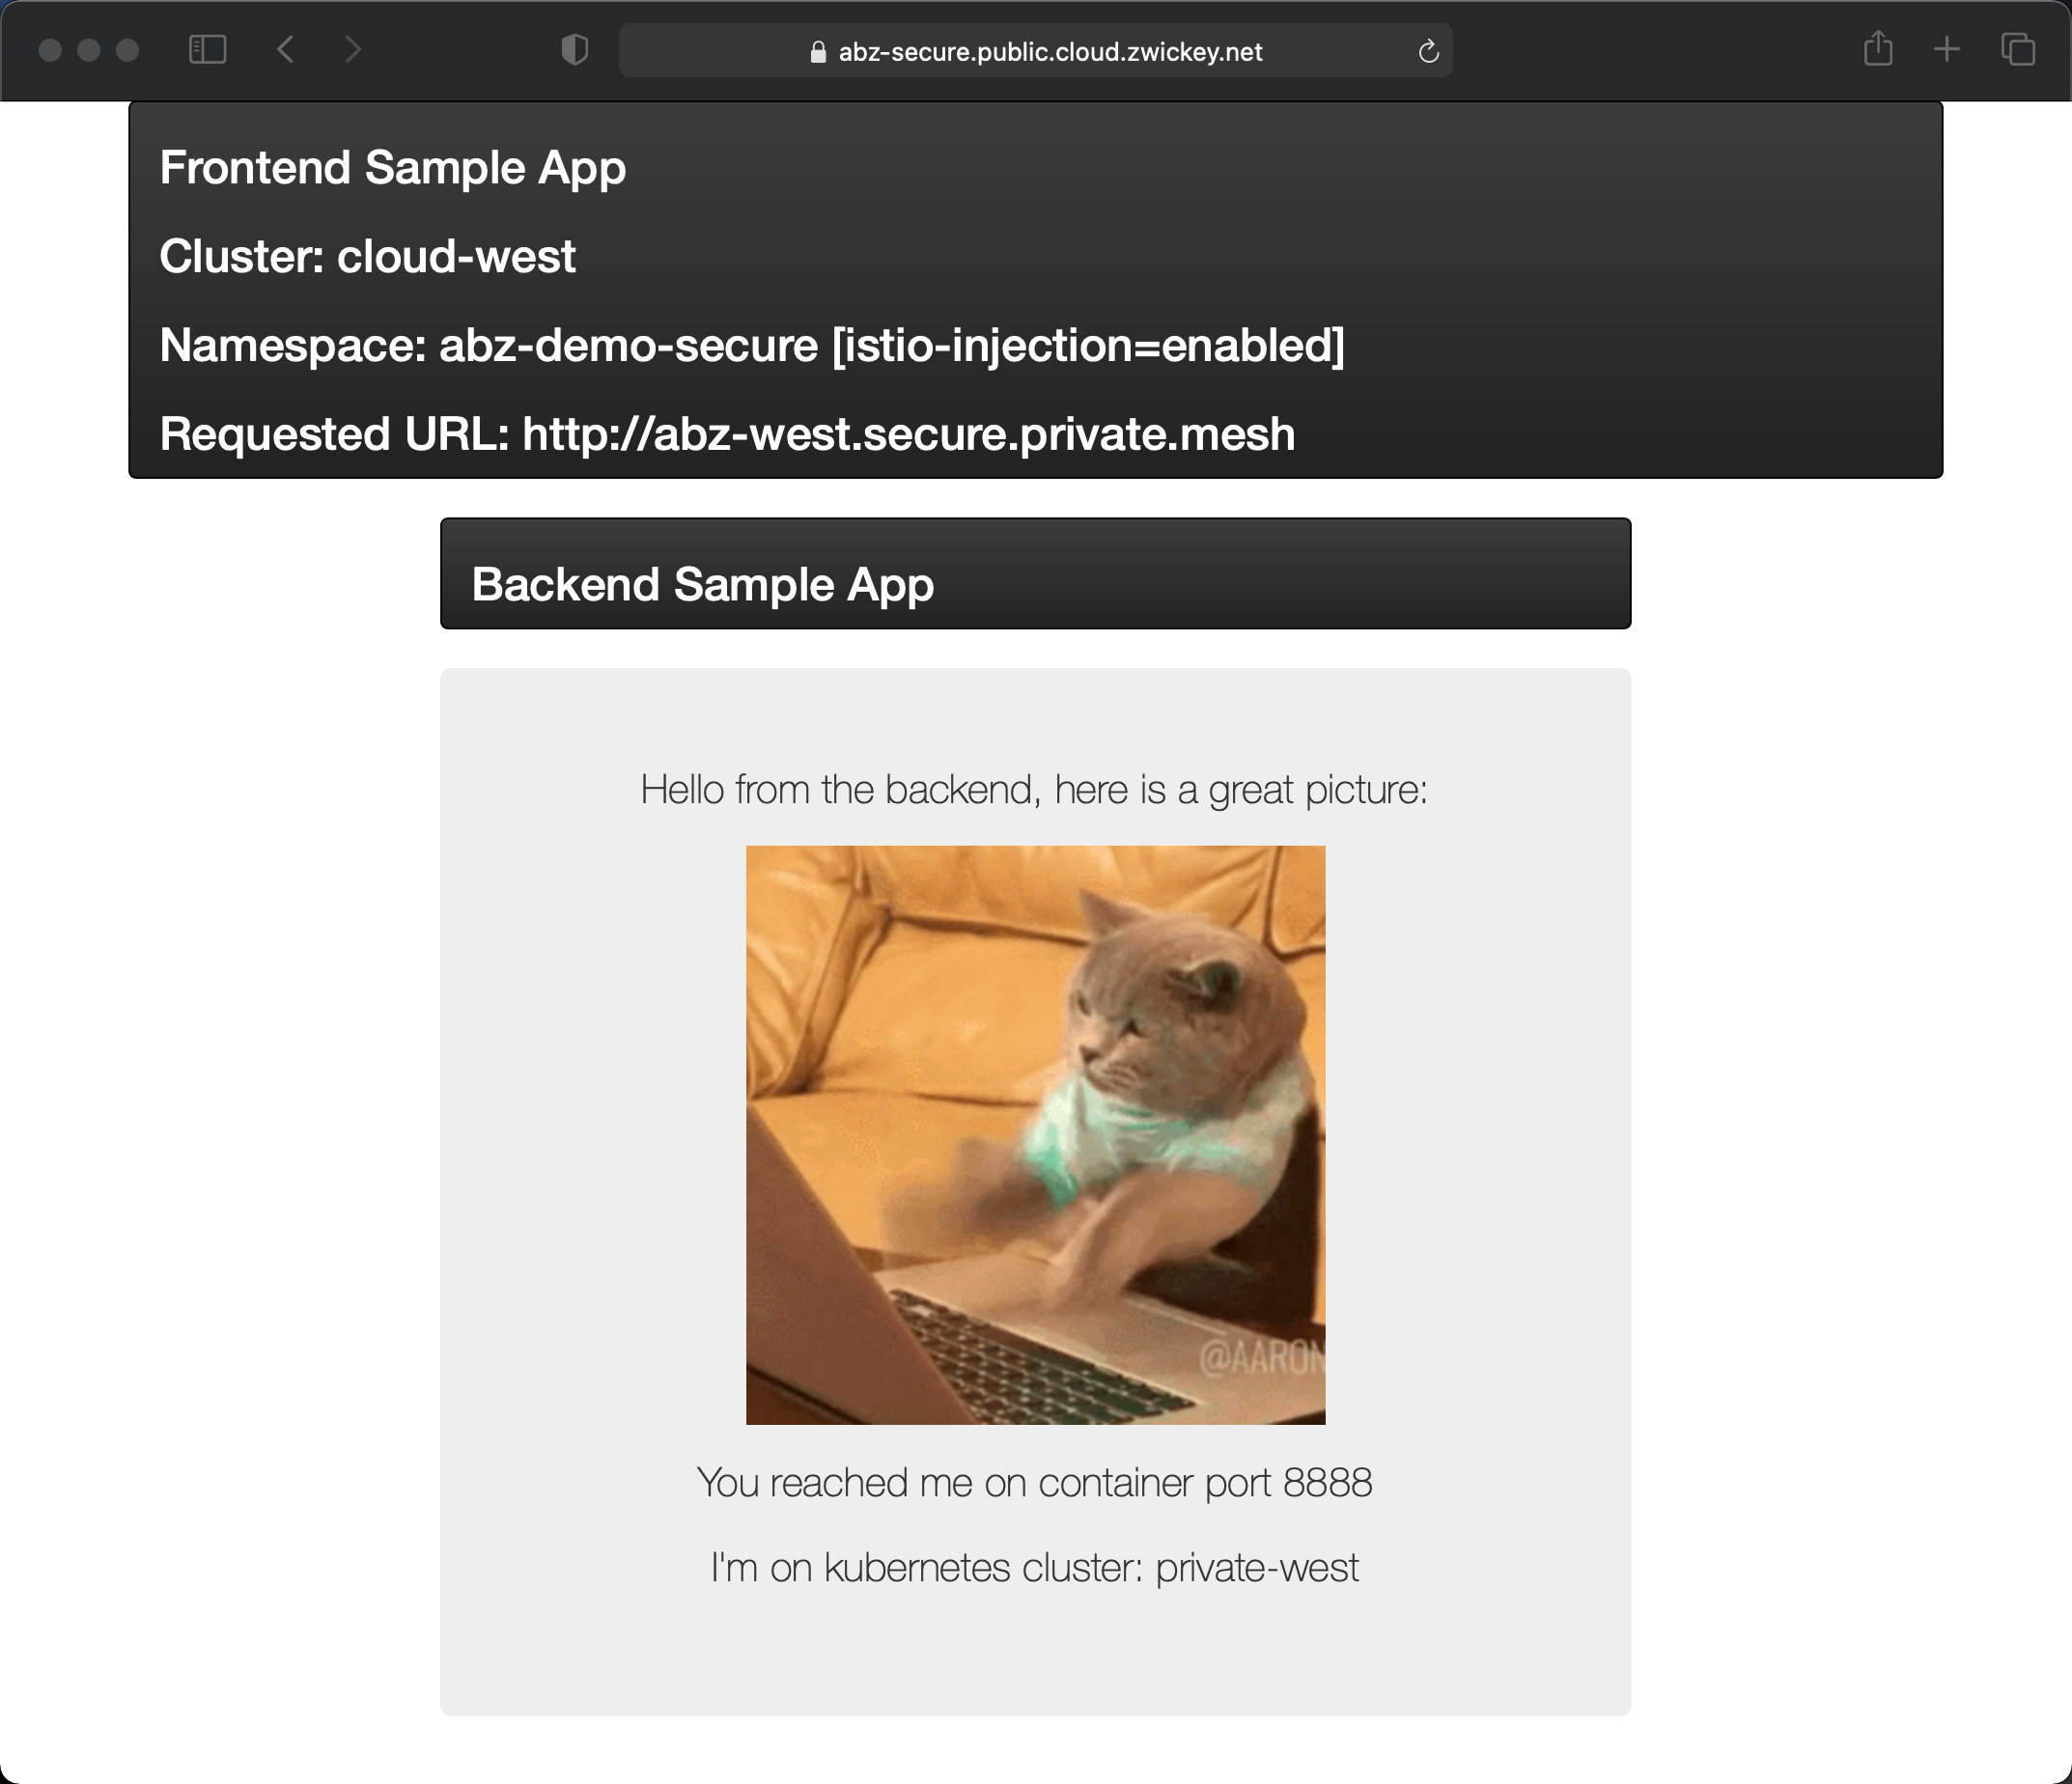 abz-secure.public.cloud.zwickey.net
Frontend Sample App
Cluster: cloud-west
Namespace: abz-demo-secure [istio-injection=enabled]
Requested URL: http://abz-west.secure.private.mesh
Backend Sample App
Hello from the backend, here is a great picture:
@AARON
You reached me on container port 8888
I'm on kubernetes cluster: private-west